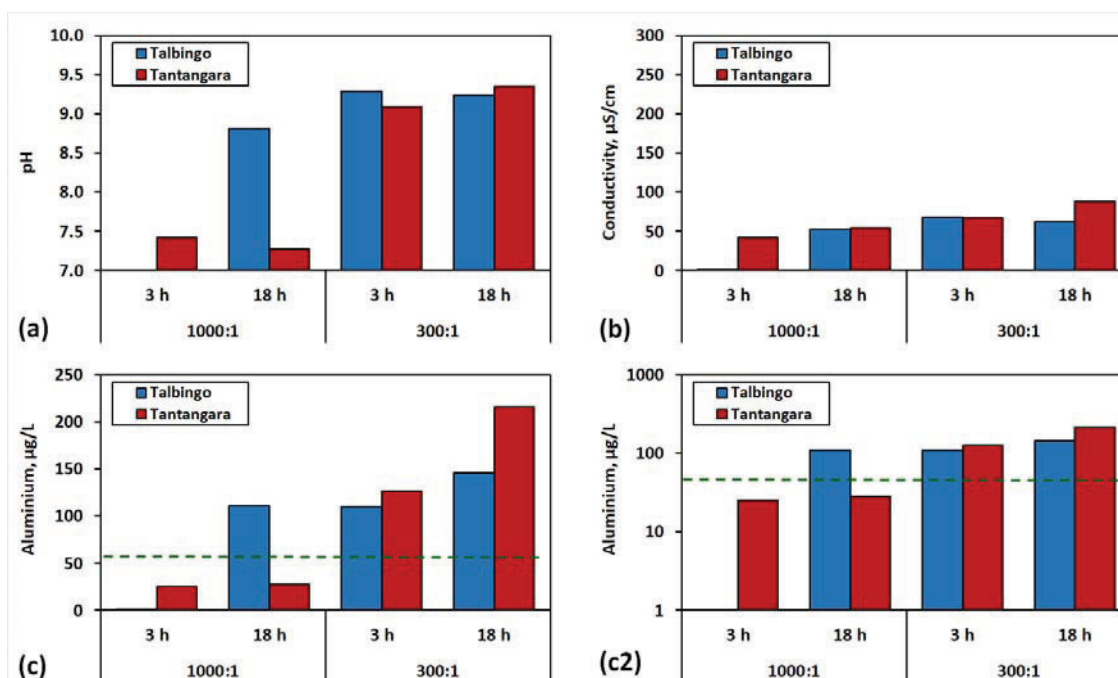 10.0
9.5
9.0
8.5
8.0
7.5
7.0
pH
Talbingo
Tantangara
3 h
18 h
3 h
18 h
1000:1
300:1
(a)
300
250
200
150
100
50
0
Conductivity, µS/cm
Talbingo
Tantangara
3 h
18 h
3 h
18 h
1000:1
300:1
(b)
250
200
150
100
50
0
Aluminium, µg/L
Talbingo
Tantangara
3 h
18 h
3 h
18 h
1000:1
300:1
(c)
1000
100
10
1
Aluminium, µg/L
Talbingo
Tantangara
3 h
18 h
3 h
18 h
1000:1
300:1
(c2)